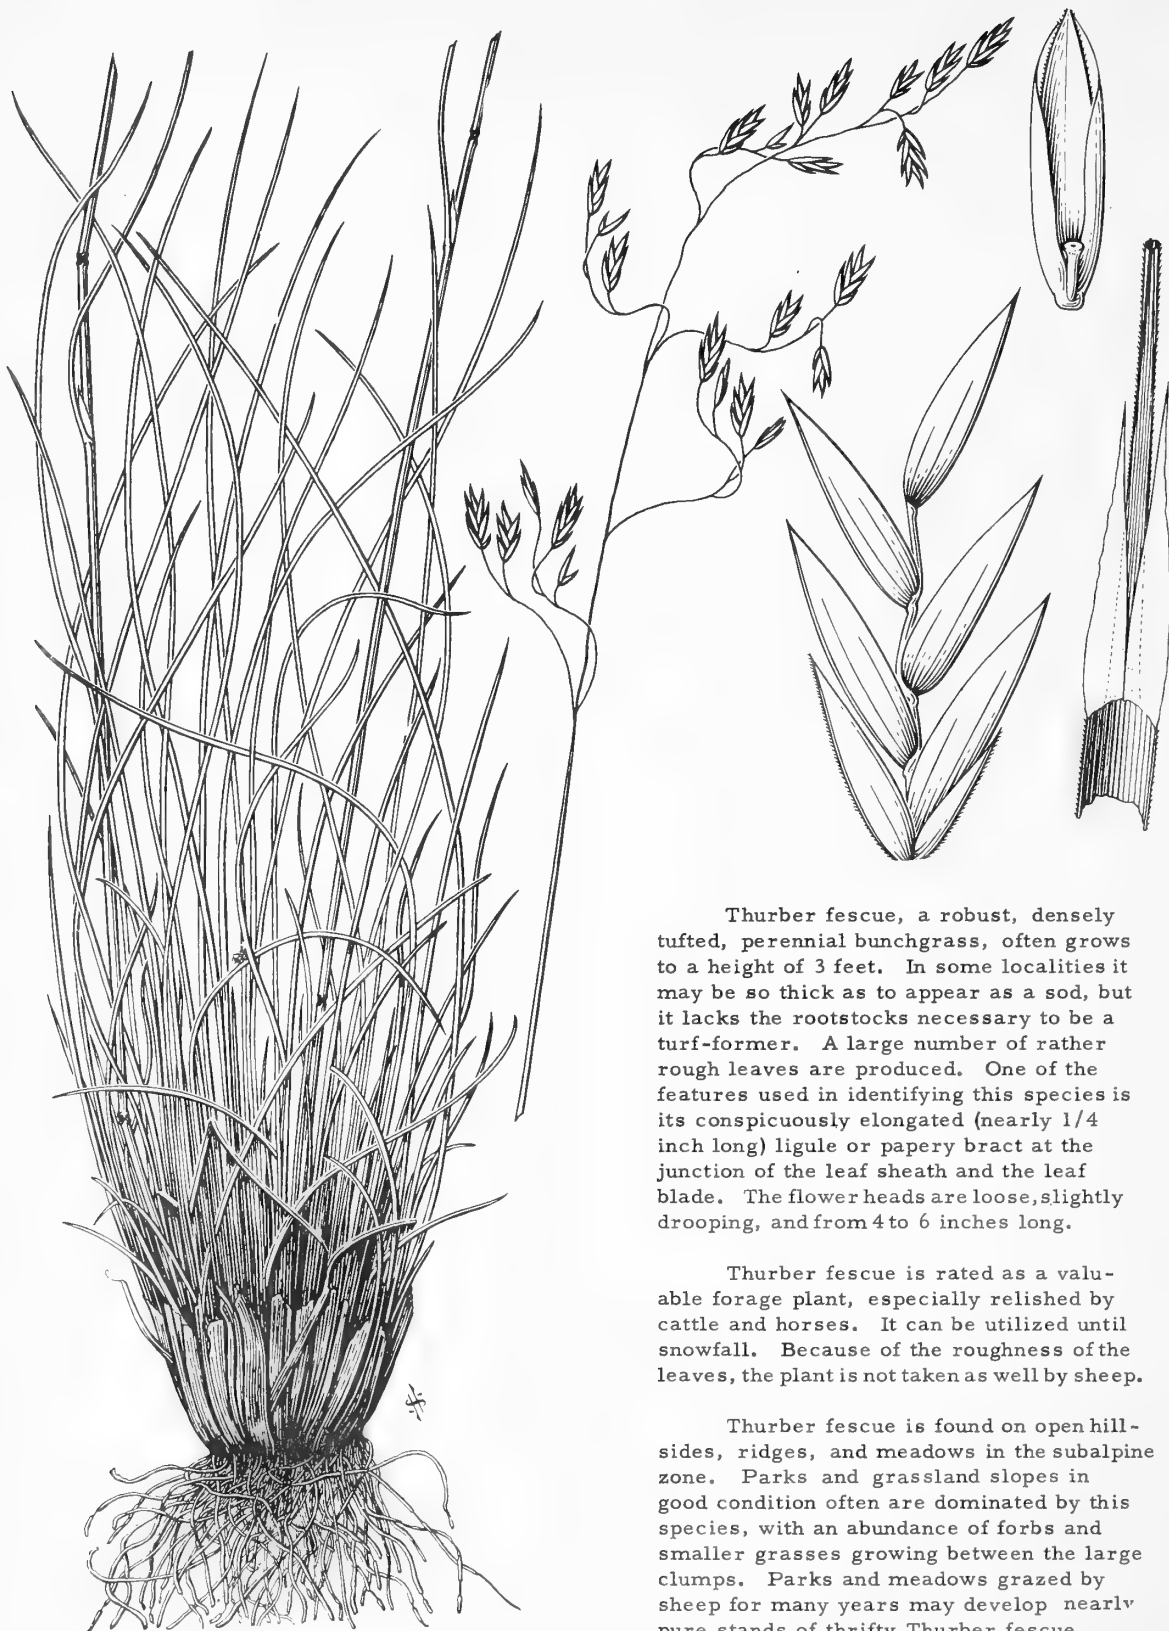 Thurber fescue, a robust, densely
tufted, perennial bunchgrass, often grows
to a height of 3 feet. In some localities it
may be so thick as to appear as a sod, but
it lacks the rootstocks necessary to be a
turf-former. A large number of rather
rough leaves are produced. One of the
features used in identifying this species is
its conspicuously elongated (nearly 1/4
inch long) ligule or papery bract at the
junction of the leaf sheath and the leaf
blade. The flower heads are loose, slightly
drooping, and from 4 to 6 inches long.
Thurber fescue is rated as a valu-
able forage plant, especially relished by
cattle and horses. It can be utilized until
snowfall. Because of the roughness of the
leaves, the plant is not taken as well by sheep.
Thurber fescue is found on open hill-
sides, ridges, and meadows in the subalpine
zone. Parks and grassland slopes in
good condition often are dominated by this
species, with an abundance of forbs and
smaller grasses growing between the large
clumps. Parks and meadows grazed by
sheep for many years may develop nearly
pure stands of thrifty Thurber fescue